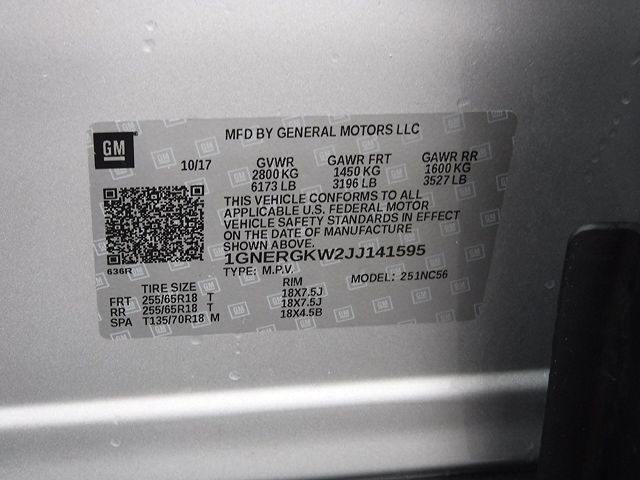 MFD BY GENERAL MOTORS LLC
GM
10/17 GVWR GAWR FRT GAWR RR
2800 KG 1450 KG 1600 KG
6173 LB 3196 LB 3527 LB
THIS VEHICLE CONFORMS TO ALL
APPLICABLE U.S. FEDERAL MOTOR
VEHICLE SAFETY STANDARDS IN EFFECT
ON THE DATE OF MANUFACTURE
SHOWN ABOVE.
1GNERGKW2JJ141595
636R
TYPE: M.P.V. MODEL: 251NC56
TIRE SIZE RIM
FRT 255/65R18 T 18X7.5J
RR 255/65R18 T 18X7.5J
SPA T135/70R18 M 18X4.5B